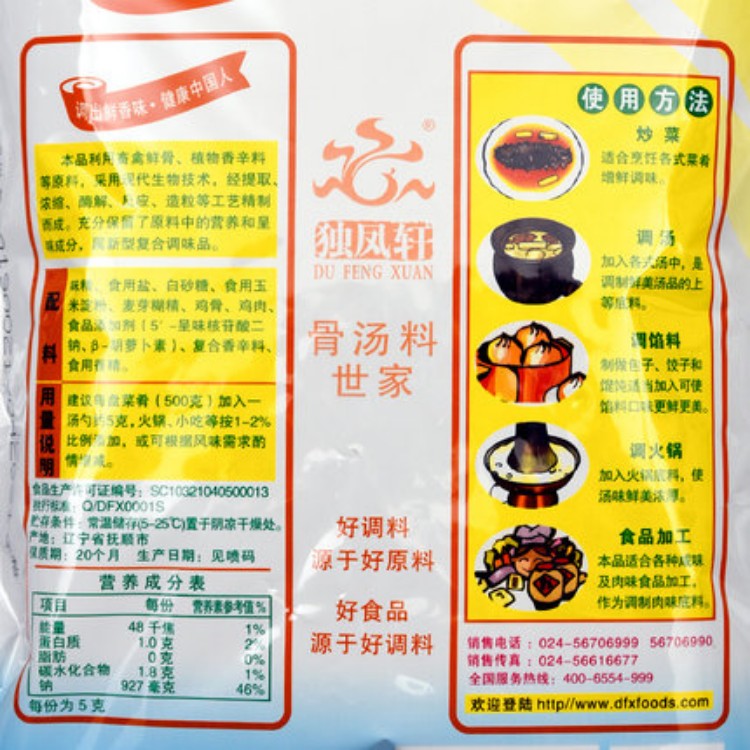 调出鲜香味·健康中国人
本品利用畜禽鲜骨、植物香辛料
等原料，采用现代生物技术，经提取、
浓缩、酶解、反应、造粒等工艺精制
而成。充分保留了原料中的营养和呈
味成分，属新型复合调味品。
配料
味精、食用盐、白砂糖、食用玉
米淀粉、麦芽糊精、鸡骨、鸡肉、
食品添加剂（5'-呈味核苷酸二
钠、β-胡萝卜素）、复合香辛料、
食用香精。
用量说明
建议每盘菜肴（500克）加入一
汤勺约5克，火锅、小吃等按1-2%
比例添加，或可根据风味需求酌
情增减。
食品生产许可证编号：SC10321040500013
执行标准：Q/DFX0001S
贮存条件：常温储存(5-25℃)置于阴凉干燥处。
产地：辽宁省抚顺市
保质期：20个月 生产日期：见喷码
营养成分表
项目 每份 营养素参考值%
能量 48千焦 1%
蛋白质 1.0克 2%
脂肪 0克 0%
碳水化合物 1.8克 1%
钠 927毫克 46%
每份为5克
®
独凤轩
DU FENG XUAN
骨汤料
世家
好调料
源于好原料
好食品
源于好调料
使用方法
炒菜
适合烹饪各式菜肴
增鲜调味。
调汤
加入各式汤中，是
调制鲜美汤品的上
等底料。
调馅料
制做包子、饺子和
馄饨适当加入可使
馅料口味更鲜更美。
调火锅
加入火锅底料，使
汤味鲜美浓厚。
食品加工
本品适合各种咸味
及肉味食品加工，
作为调制肉味底料。
销售电话：024-56706999 56706990
销售传真：024-56616677
全国服务热线：400-6554-999
欢迎登陆 http//www.dfxfoods.com